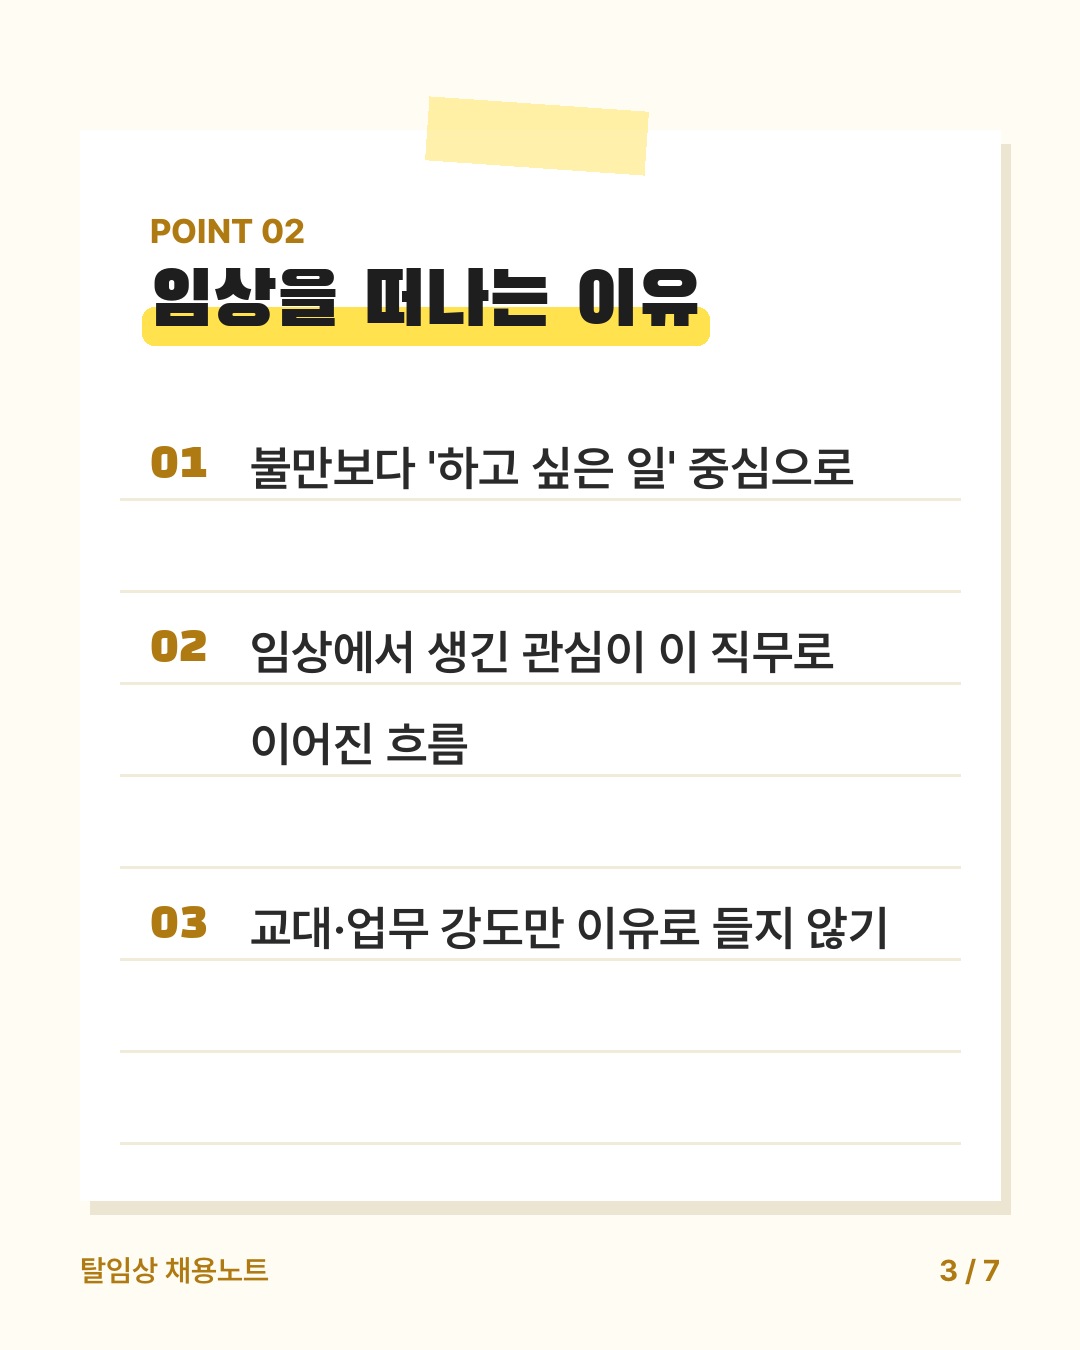 POINT 02
임상을 떠나는 이유
01 불만보다 '하고 싶은 일' 중심으로
02 임상에서 생긴 관심이 이 직무로
이어진 흐름
03 교대·업무 강도만 이유로 들지 않기
탈임상 채용노트
3 / 7